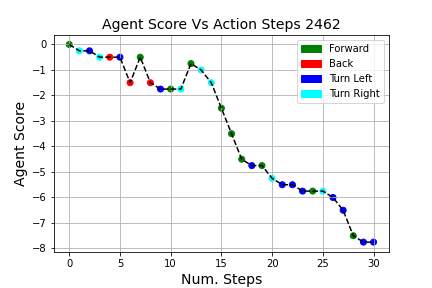 Agent Score Vs Action Steps 2462
Agent Score
0
−1
−2
−3
−4
−5
−6
−7
−8
Forward
Back
Turn Left
Turn Right
0 5 10 15 20 25 30
Num. Steps